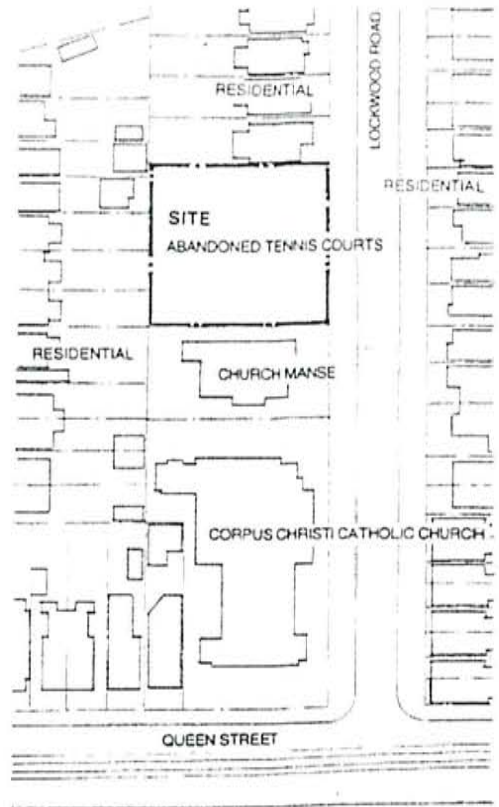 LOCKWOOD ROAD
RESIDENTIAL
RESIDENTIAL
SITE
ABANDONED TENNIS COURTS
RESIDENTIAL
CHURCH MANSE
CORPUS CHRISTI CATHOLIC CHURCH
QUEEN STREET